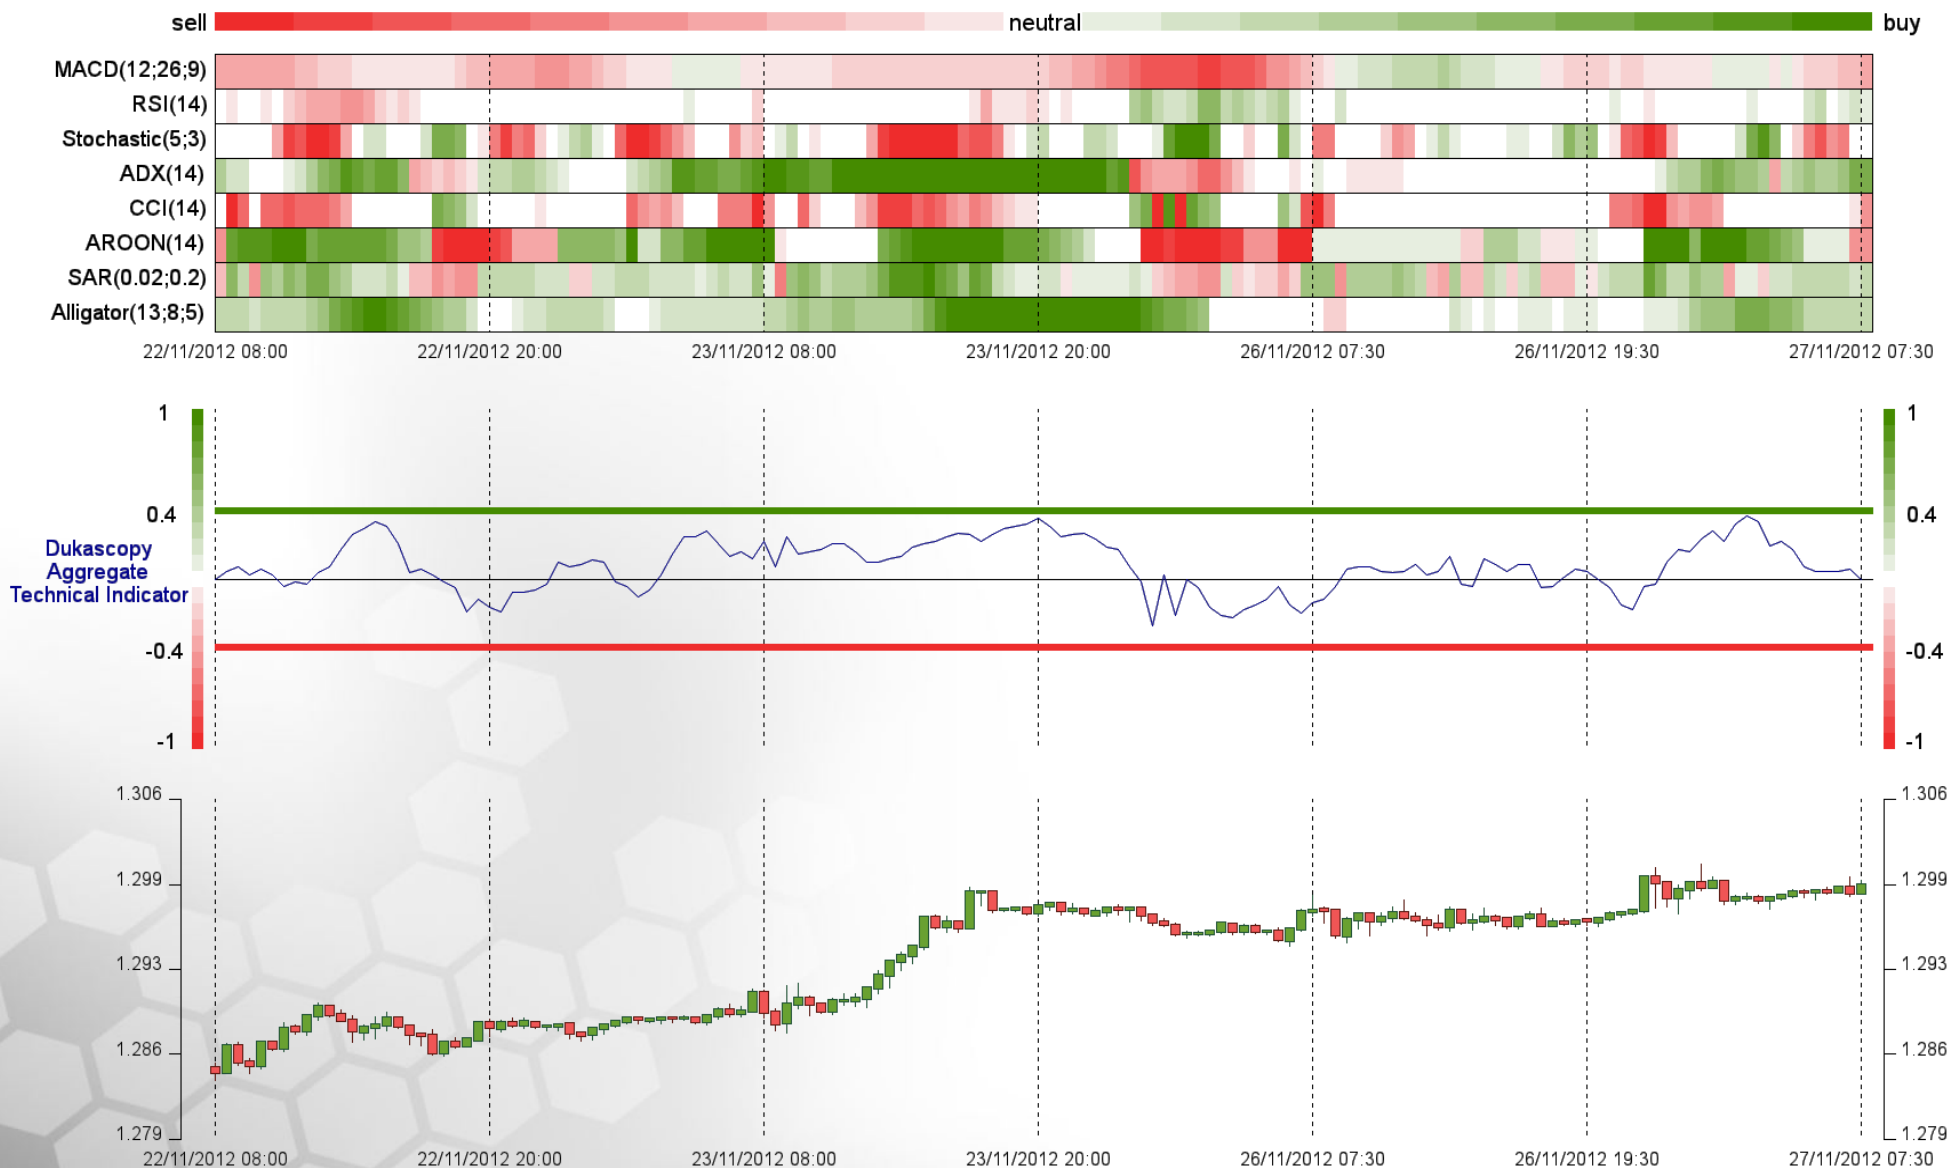 sell neutral buy
MACD(12;26;9)
RSI(14)
Stochastic(5;3)
ADX(14)
CCI(14)
AROON(14)
SAR(0.02;0.2)
Alligator(13;8;5)
22/11/2012 08:00 22/11/2012 20:00 23/11/2012 08:00 23/11/2012 20:00 26/11/2012 07:30 26/11/2012 19:30 27/11/2012 07:30
1 1
0.4 0.4
Dukascopy
Aggregate
Technical Indicator
-0.4 -0.4
-1 -1
1.306 1.306
1.299 1.299
1.293 1.293
1.286 1.286
1.279 1.279
22/11/2012 08:00 22/11/2012 20:00 23/11/2012 08:00 23/11/2012 20:00 26/11/2012 07:30 26/11/2012 19:30 27/11/2012 07:30